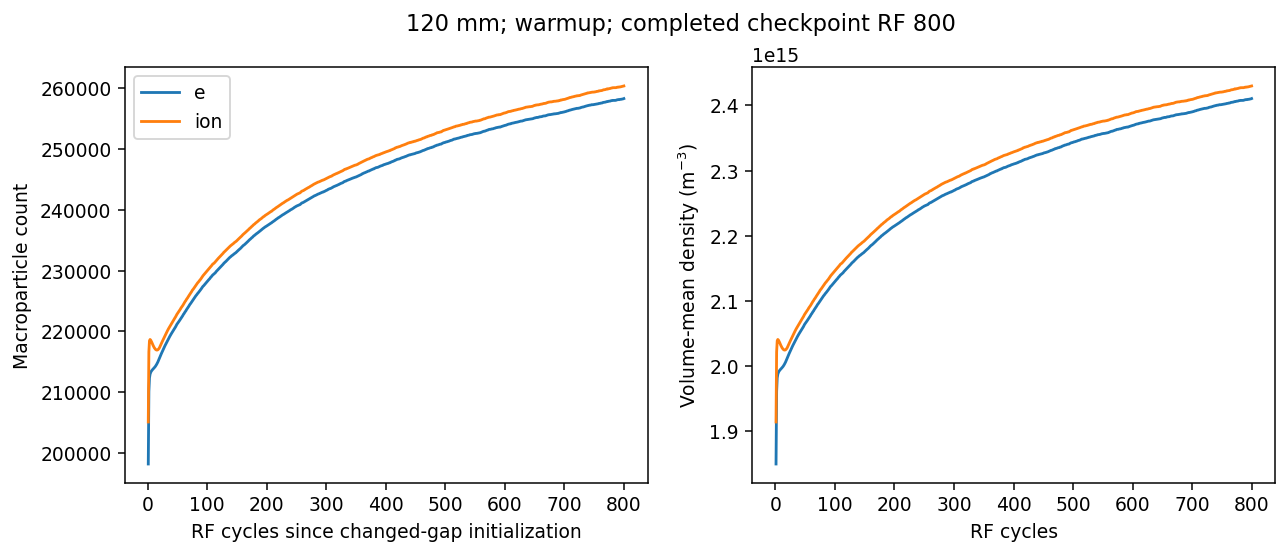 120 mm; warmup; completed checkpoint RF 800
e
ion
260000
250000
240000
230000
220000
210000
200000
Macroparticle count
0 100 200 300 400 500 600 700 800
RF cycles since changed-gap initialization
1e15
2.4
2.3
2.2
2.1
2.0
1.9
Volume-mean density (m⁻³)
0 100 200 300 400 500 600 700 800
RF cycles